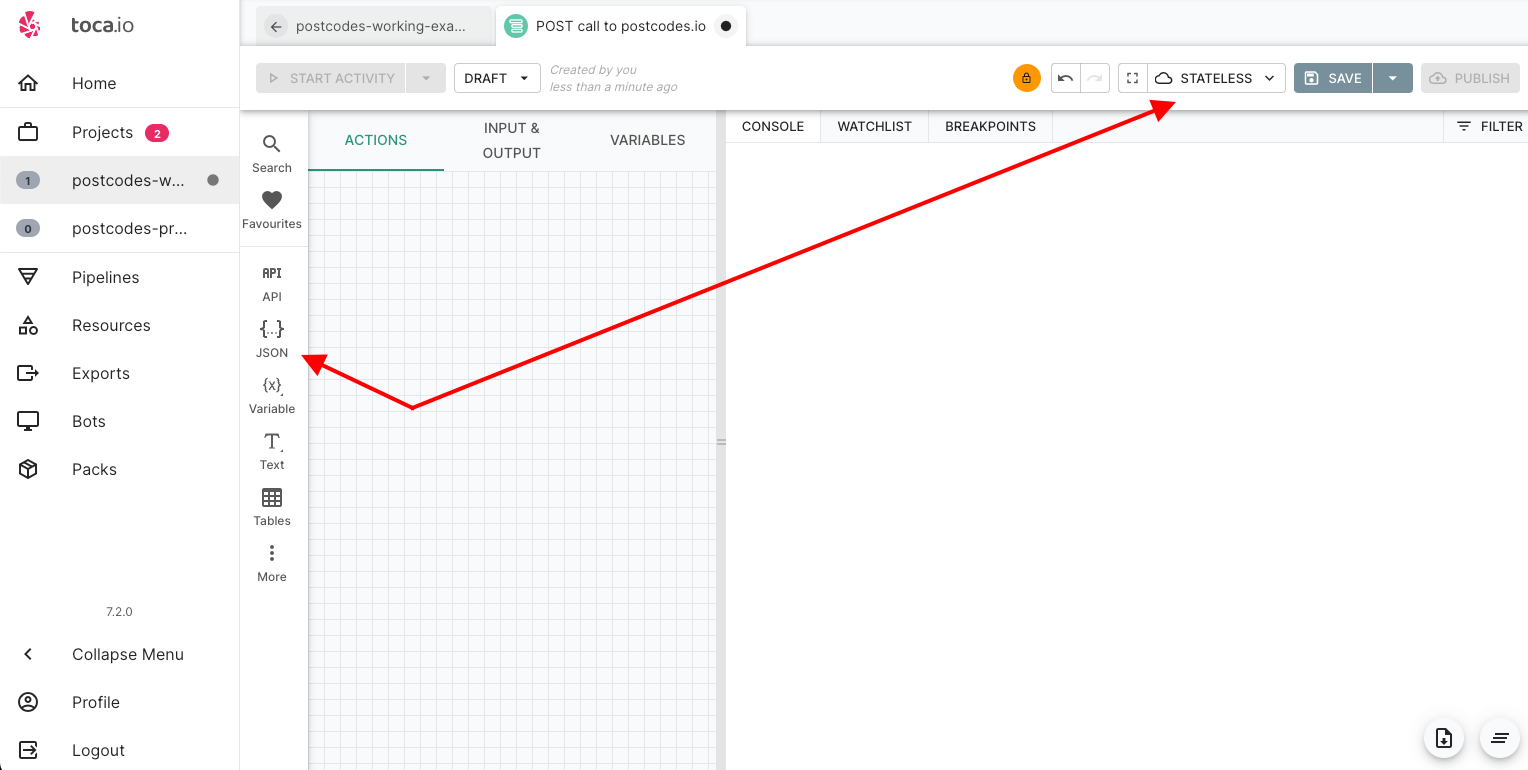 toca.io
Home
Projects 2
1 postcodes-w...
0 postcodes-pr...
Pipelines
Resources
Exports
Bots
Packs
7.2.0
Collapse Menu
Profile
Logout
postcodes-working-exa...
POST call to postcodes.io
START ACTIVITY
DRAFT
Created by you
less than a minute ago
STATELESS
SAVE
PUBLISH
Search
Favourites
API
API
{...}
JSON
{x}
Variable
T
Text
Tables
More
ACTIONS
INPUT &
OUTPUT
VARIABLES
CONSOLE
WATCHLIST
BREAKPOINTS
FILTER